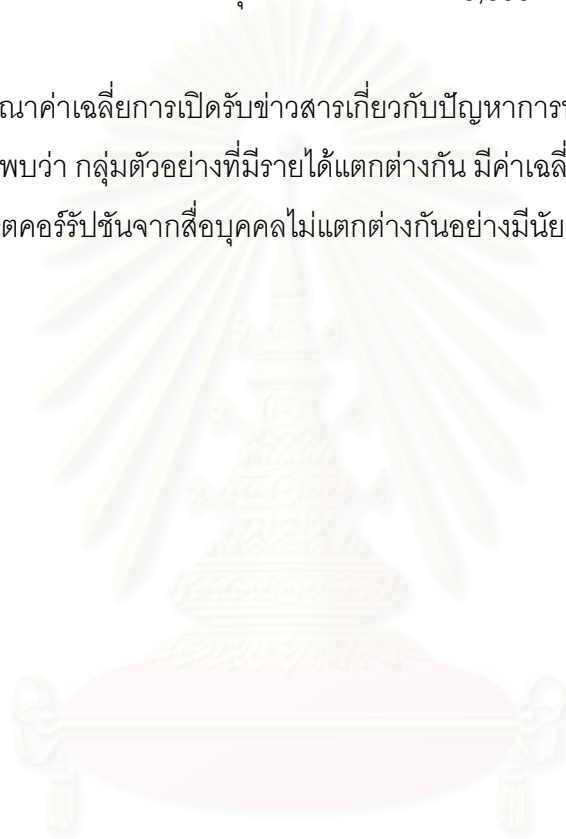 ณาค่าเฉลี่ยการเปิดรับข่าวสารเกี่ยวกับปัญหาการ
พบว่า กลุ่มตัวอย่างที่มีรายได้แตกต่างกัน มีค่าเฉลี่
ตคอร์รัปชันจากสื่อบุคคลไม่แตกต่างกันอย่างมีนัย